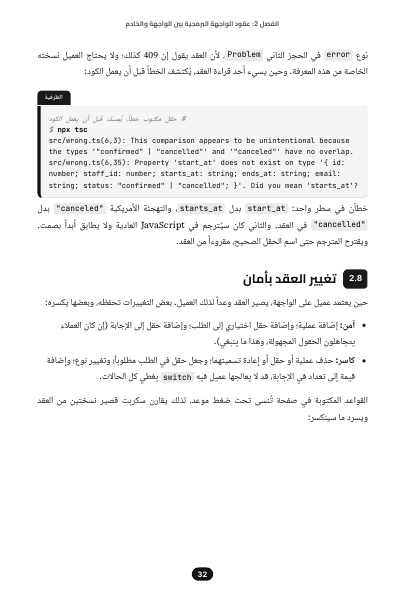 الفصل 2: عقود الواجهة البرمجية بين الواجهة والخادم
نوع error في الحجز الثاني Problem، لأن العقد يقول إن 409 كذلك؛ ولا يحتاج العميل نسخته
الخاصة من هذه المعرفة. وحين يسيء أحد قراءة العقد، يُكتشف الخطأ قبل أن يعمل الكود:
الطرفية
# حقل مكتوب خطأ، يُمسك قبل أن يعمل الكود
$ npx tsc
src/wrong.ts(6,3): This comparison appears to be unintentional because
the types '"confirmed" | "cancelled"' and '"canceled"' have no overlap.
src/wrong.ts(6,35): Property 'start_at' does not exist on type '{ id:
number; staff_id: number; starts_at: string; ends_at: string; email:
string; status: "confirmed" | "cancelled"; }'. Did you mean 'starts_at'?
خطآن في سطر واحد: start_at بدل starts_at، والتهجئة الأمريكية "canceled" بدل
"cancelled" في العقد. والثاني كان سيُترجم في JavaScript العادية ولا يطابق أبداً بصمت.
ويقترح المترجم حتى اسم الحقل الصحيح، مقروءاً من العقد.
2.8 تغيير العقد بأمان
حين يعتمد عميل على الواجهة، يصير العقد وعداً لذلك العميل. بعض التغييرات تحفظه، وبعضها يكسره:
• آمن: إضافة عملية؛ وإضافة حقل اختياري إلى الطلب؛ وإضافة حقل إلى الإجابة (إن كان العملاء
يتجاهلون الحقول المجهولة، وهذا ما ينبغي).
• كاسر: حذف عملية أو حقل أو إعادة تسميتهما؛ وجعل حقل في الطلب مطلوباً؛ وتغيير نوع؛ وإضافة
قيمة إلى تعداد في الإجابة، قد لا يعالجها عميل فيه switch يغطي كل الحالات.
القواعد المكتوبة في صفحة تُنسى تحت ضغط موعد، لذلك يقارن سكربت قصير نسختين من العقد
ويسرد ما سينكسر:
32